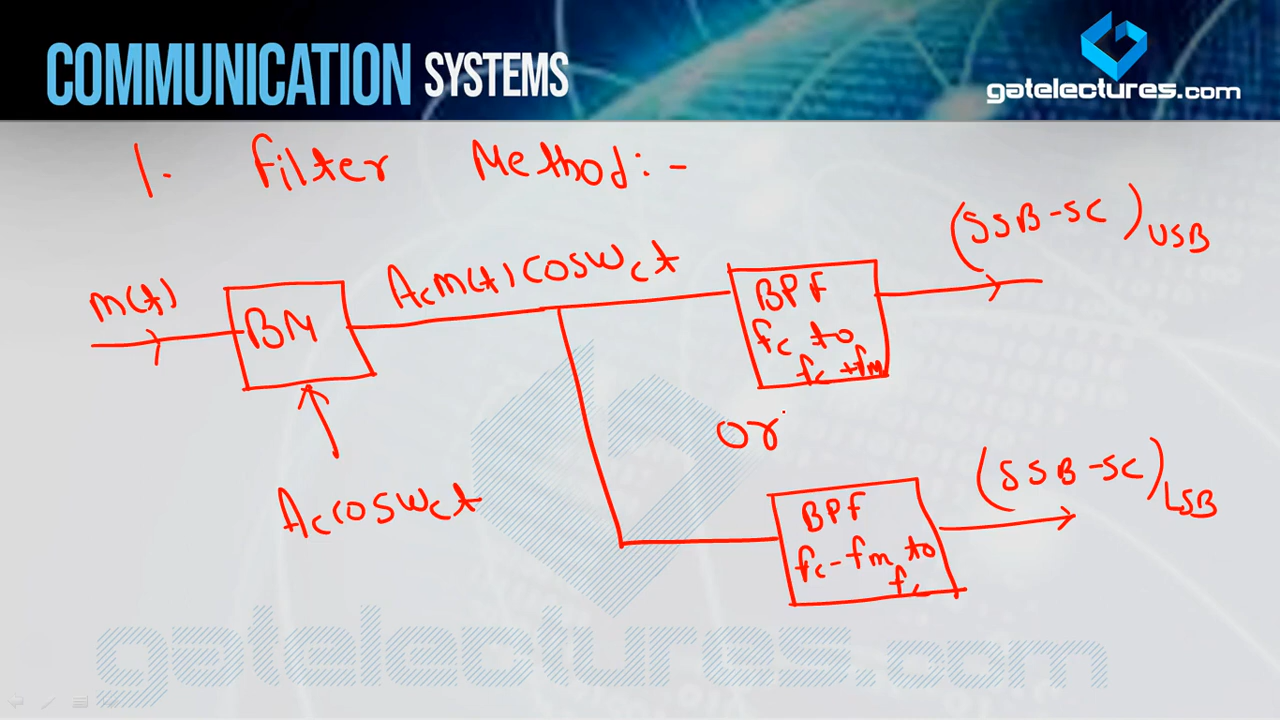 COMMUNICATION SYSTEMS
gatelectures.com
1. Filter Method:-
(SSB-SC)USB
m(t)
BM
Acm(t)cosωct
BPF
fc to
fc+fm
or
Accosωct
(SSB-SC)LSB
BPF
fc-fm to
fc
gatelectures.com